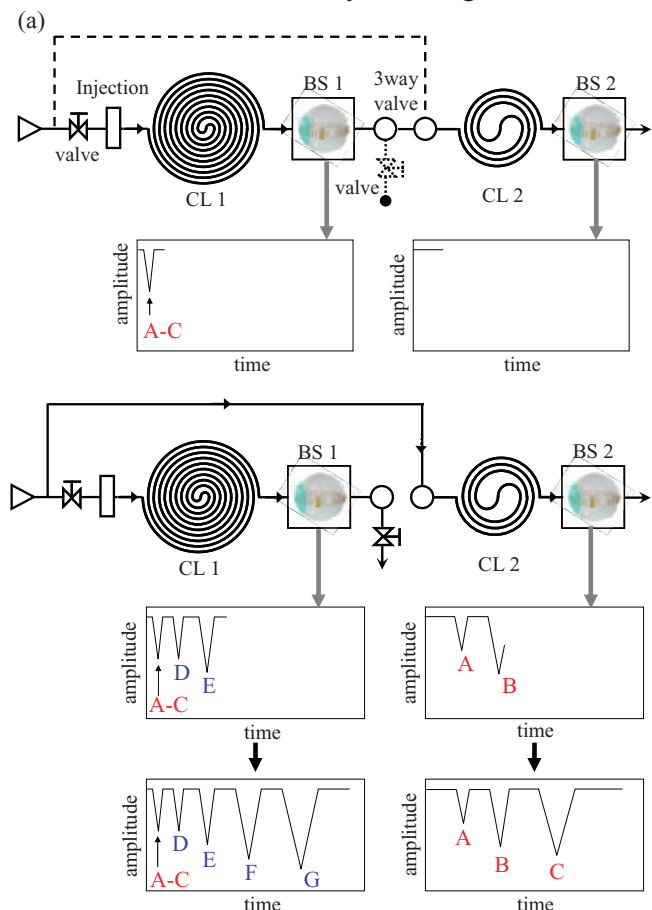 (a)
Injection
BS 1
3way
valve
BS 2
valve
valve
CL 1
CL 2
amplitude
A-C
time
amplitude
time
BS 1
BS 2
CL 1
CL 2
amplitude
D
E
A-C
time
amplitude
A
B
time
amplitude
D
E
F
G
A-C
time
amplitude
A
B
C
time